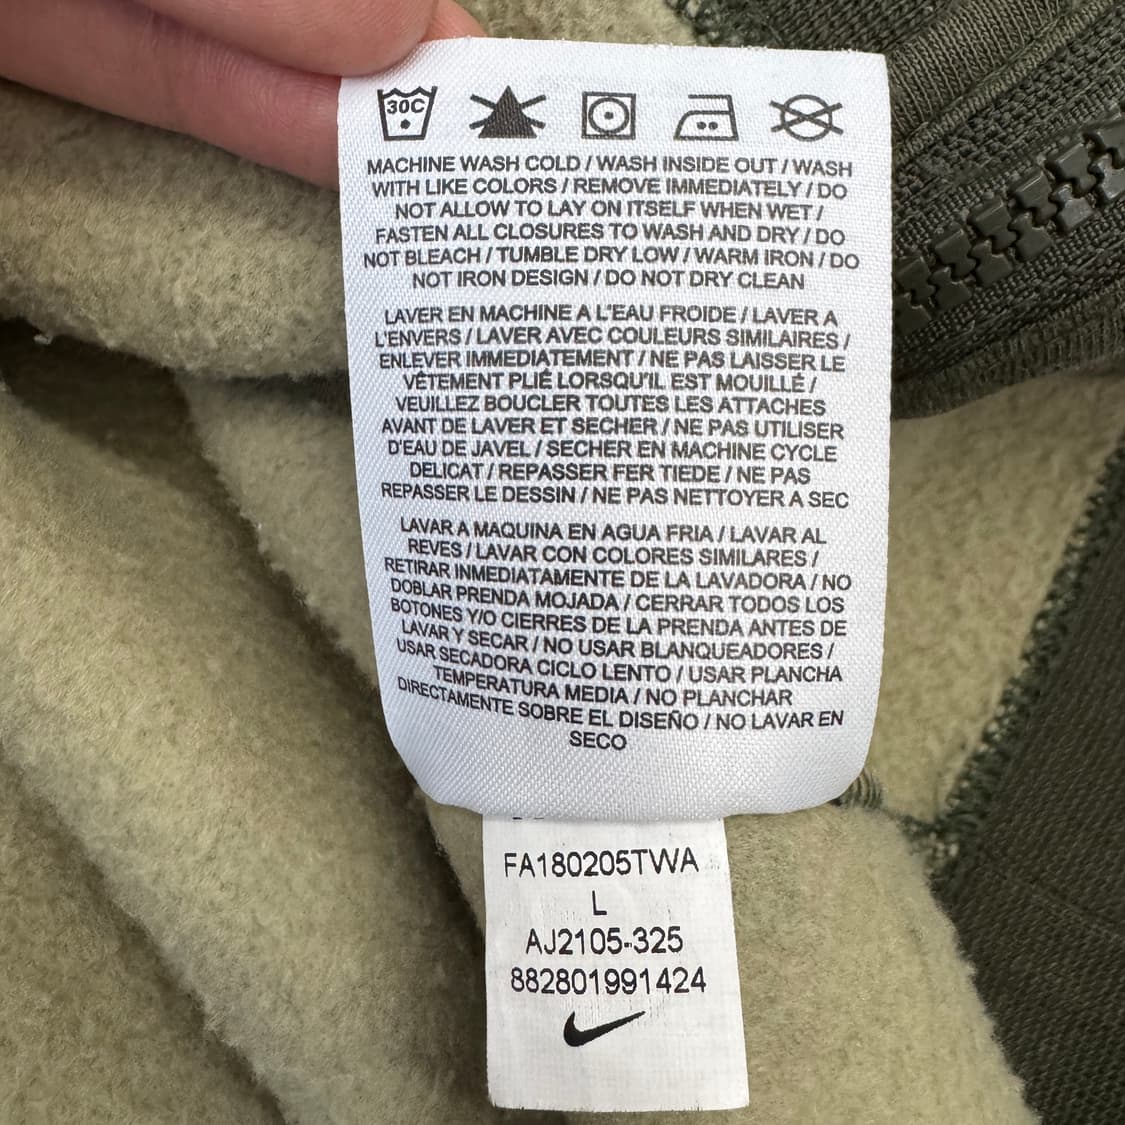 30C
MACHINE WASH COLD / WASH INSIDE OUT / WASH
WITH LIKE COLORS / REMOVE IMMEDIATELY / DO
NOT ALLOW TO LAY ON ITSELF WHEN WET /
FASTEN ALL CLOSURES TO WASH AND DRY / DO
NOT BLEACH / TUMBLE DRY LOW / WARM IRON / DO
NOT IRON DESIGN / DO NOT DRY CLEAN
LAVER EN MACHINE A L'EAU FROIDE / LAVER A
L'ENVERS / LAVER AVEC COULEURS SIMILAIRES /
ENLEVER IMMEDIATEMENT / NE PAS LAISSER LE
VÊTEMENT PLIÉ LORSQU'IL EST MOUILLÉ /
VEUILLEZ BOUCLER TOUTES LES ATTACHES
AVANT DE LAVER ET SECHER / NE PAS UTILISER
D'EAU DE JAVEL / SECHER EN MACHINE CYCLE
DELICAT / REPASSER FER TIEDE / NE PAS
REPASSER LE DESSIN / NE PAS NETTOYER A SEC
LAVAR A MAQUINA EN AGUA FRIA / LAVAR AL
REVES / LAVAR CON COLORES SIMILARES /
RETIRAR INMEDIATAMENTE DE LA LAVADORA / NO
DOBLAR PRENDA MOJADA / CERRAR TODOS LOS
BOTONES Y/O CIERRES DE LA PRENDA ANTES DE
LAVAR Y SECAR / NO USAR BLANQUEADORES /
USAR SECADORA CICLO LENTO / USAR PLANCHA
TEMPERATURA MEDIA / NO PLANCHAR
DIRECTAMENTE SOBRE EL DISEÑO / NO LAVAR EN
SECO
FA180205TWA
L
AJ2105-325
882801991424